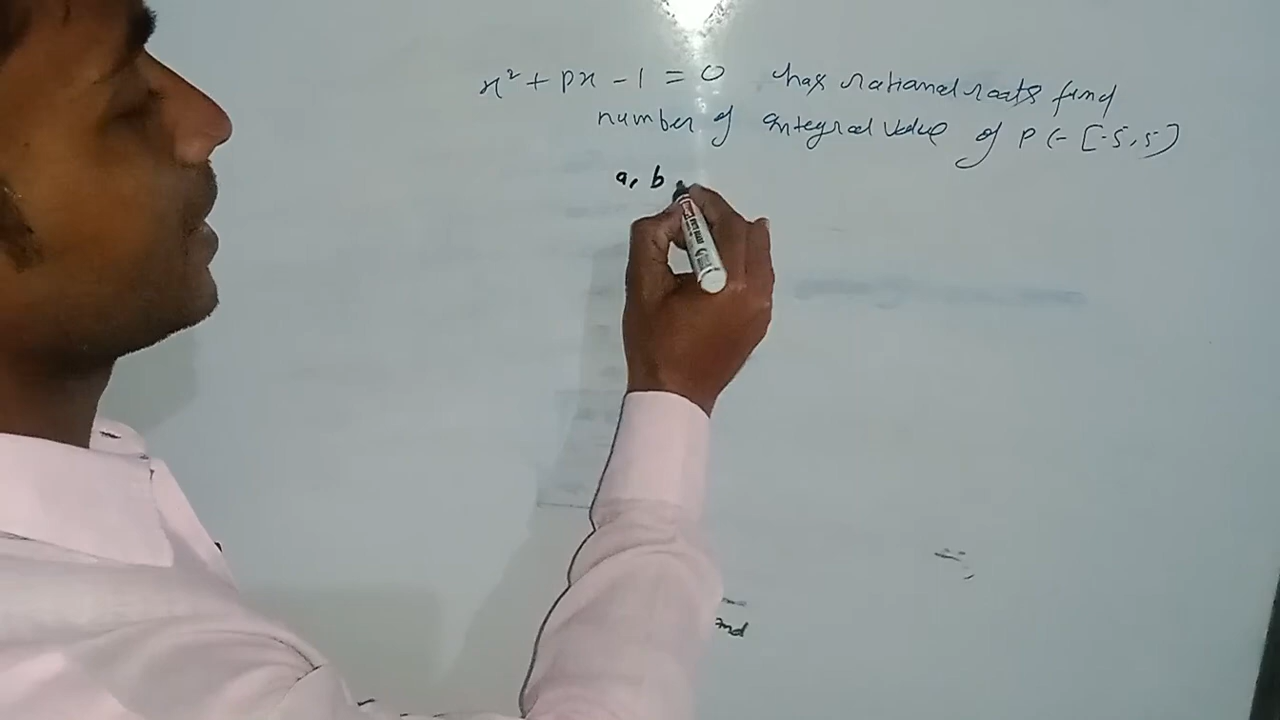 x² + px - 1 = 0 has rational roots find
number of integral value of P ∈ [-5, 5)
a, b